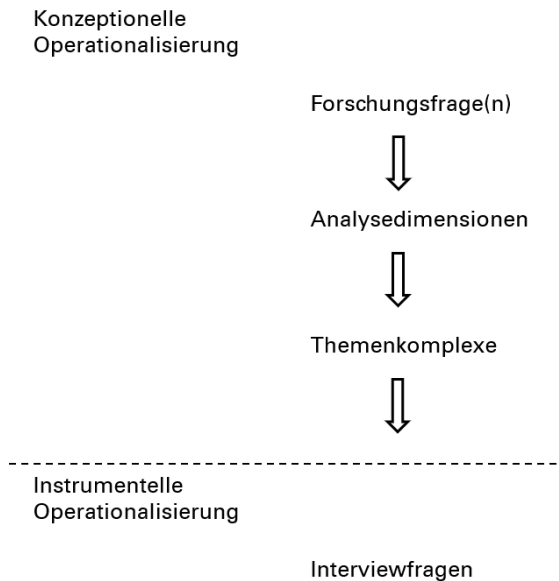 Konzeptionelle
Operationalisierung
Forschungsfrage(n)
Analysedimensionen
Themenkomplexe
Instrumentelle
Operationalisierung
Interviewfragen